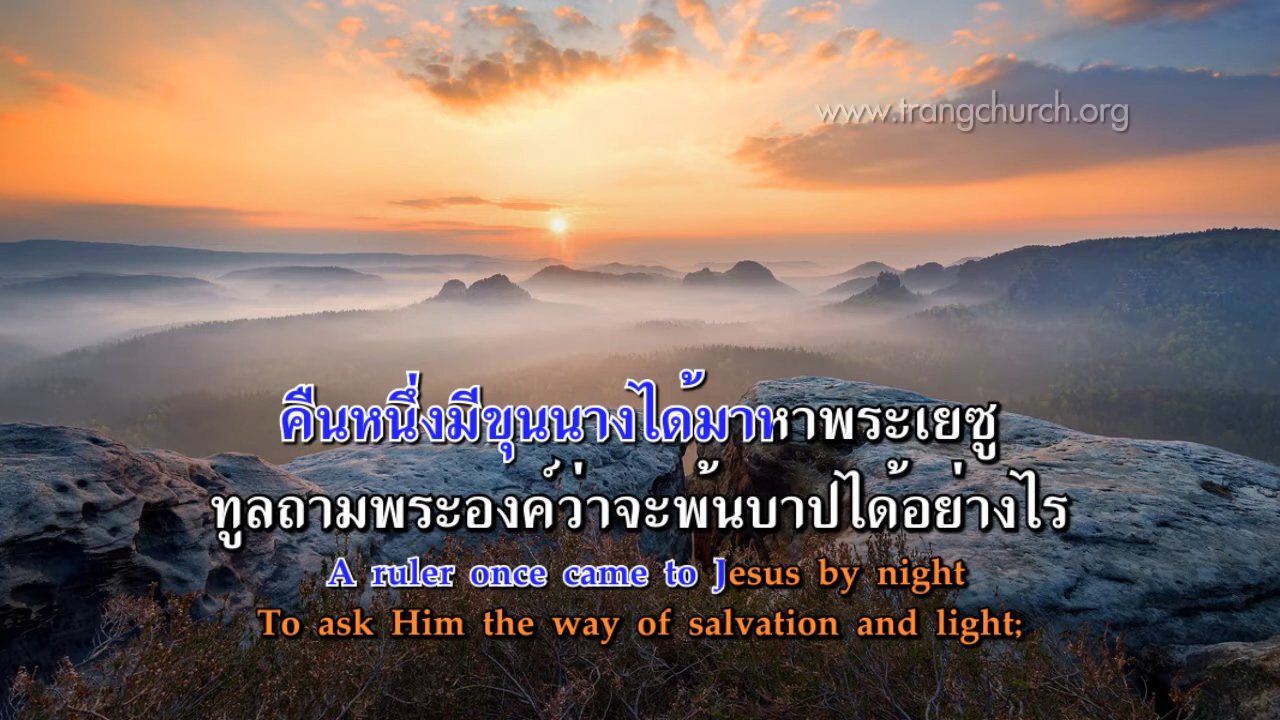 www.trangchurch.org
คืนหนึ่งมีขุนนางได้มาหาพระเยซู
ทูลถามพระองค์ว่าจะพ้นบาปได้อย่างไร
A ruler once came to Jesus by night
To ask Him the way of salvation and light;